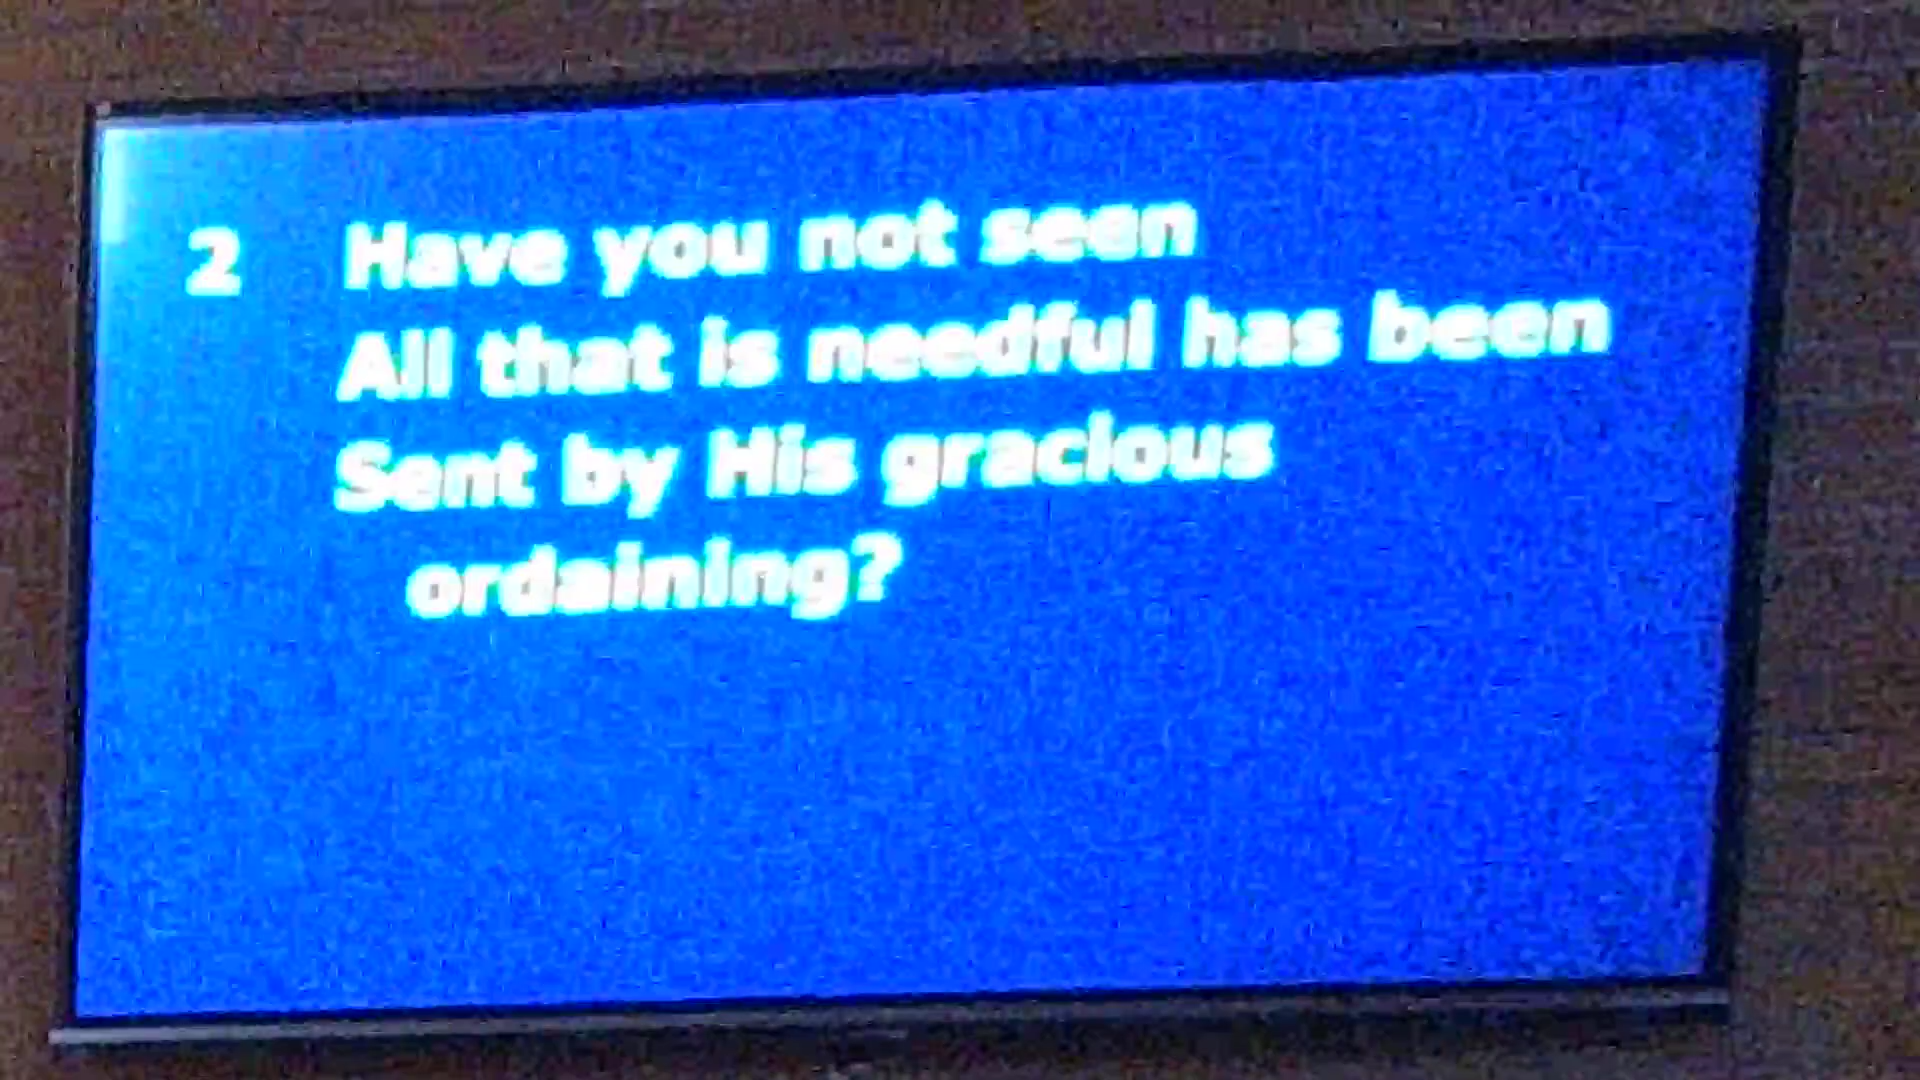 2 Have you not seen
All that is needful has been
Sent by His gracious
ordaining?